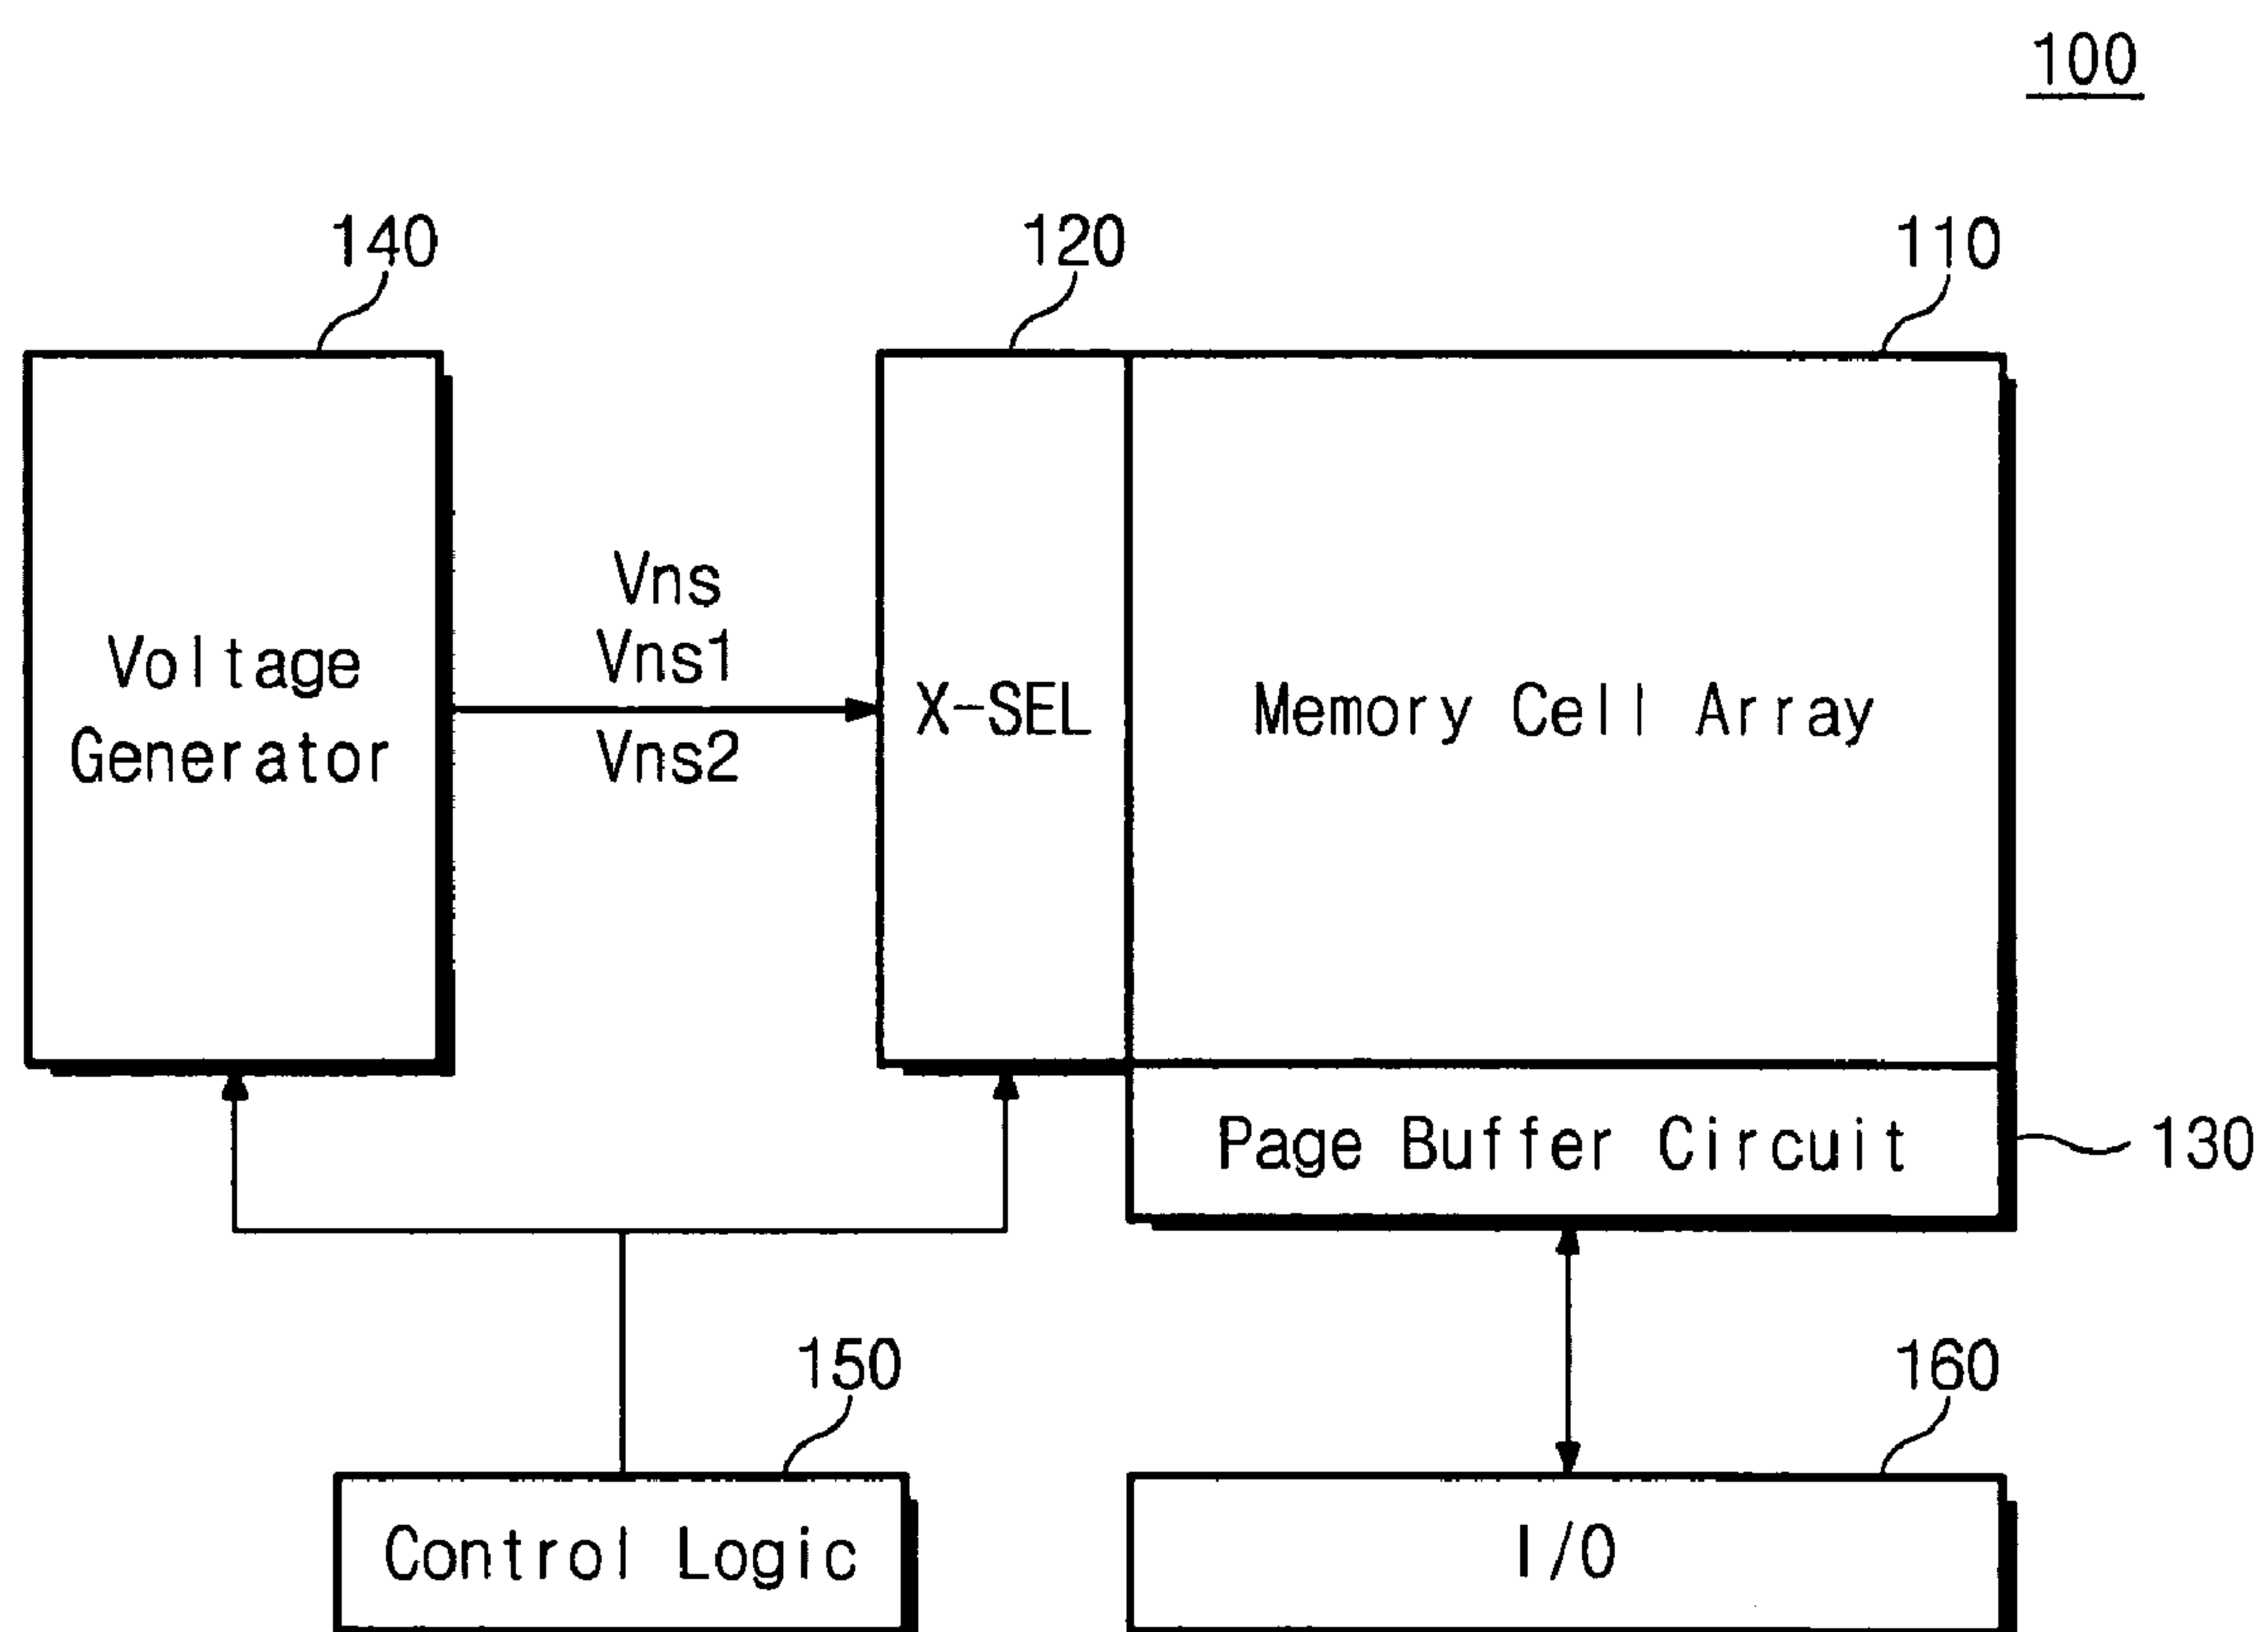 100
140
120
110
Voltage
Generator
Vns
Vns1
Vns2
X-SEL
Memory Cell Array
Page Buffer Circuit
130
150
160
Control Logic
I/O